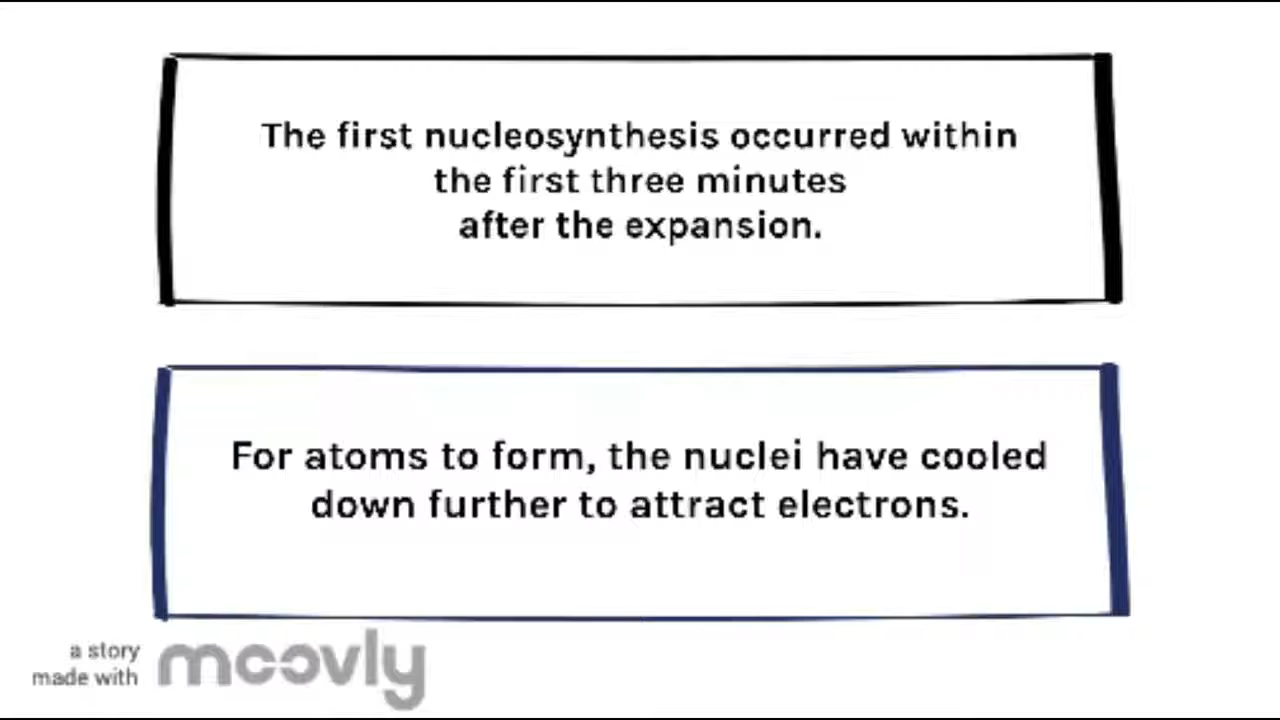 The first nucleosynthesis occurred within
the first three minutes
after the expansion.
For atoms to form, the nuclei have cooled
down further to attract electrons.
a story
made with moovly